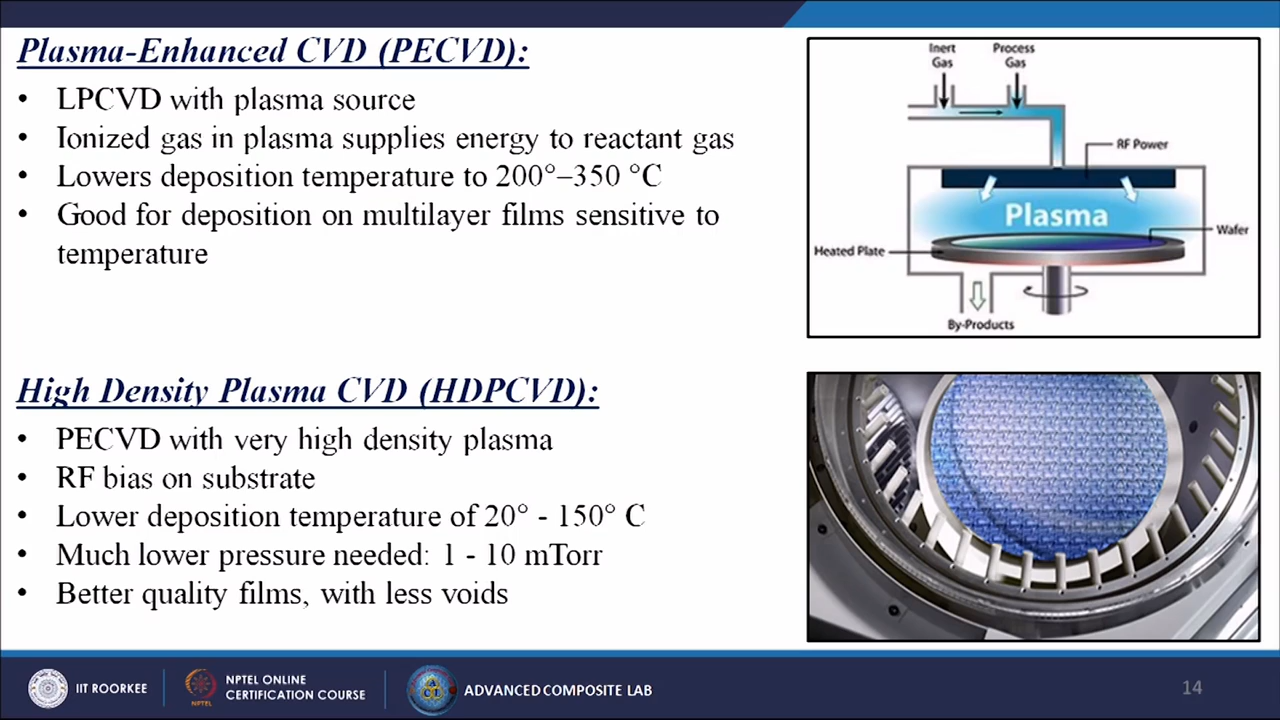 Plasma-Enhanced CVD (PECVD):
• LPCVD with plasma source
• Ionized gas in plasma supplies energy to reactant gas
• Lowers deposition temperature to 200°–350 °C
• Good for deposition on multilayer films sensitive to
temperature
Inert
Gas
Process
Gas
RF Power
Plasma
Wafer
Heated Plate
By-Products
High Density Plasma CVD (HDPCVD):
• PECVD with very high density plasma
• RF bias on substrate
• Lower deposition temperature of 20° - 150° C
• Much lower pressure needed: 1 - 10 mTorr
• Better quality films, with less voids
IIT ROORKEE
NPTEL
NPTEL ONLINE
CERTIFICATION COURSE
ACL
ADVANCED COMPOSITE LAB
14